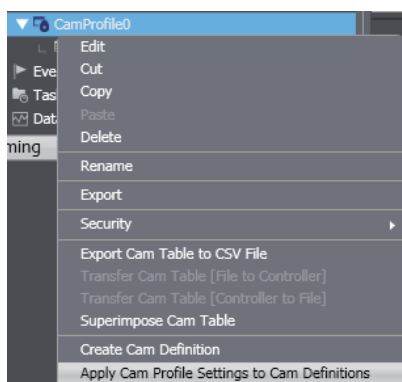 CamProfile0
Edit
Eve
Cut
Tas
Copy
Dat
Paste
Delete
ming
Rename
Export
Security
Export Cam Table to CSV File
Transfer Cam Table [File to Controller]
Transfer Cam Table [Controller to File]
Superimpose Cam Table
Create Cam Definition
Apply Cam Profile Settings to Cam Definitions